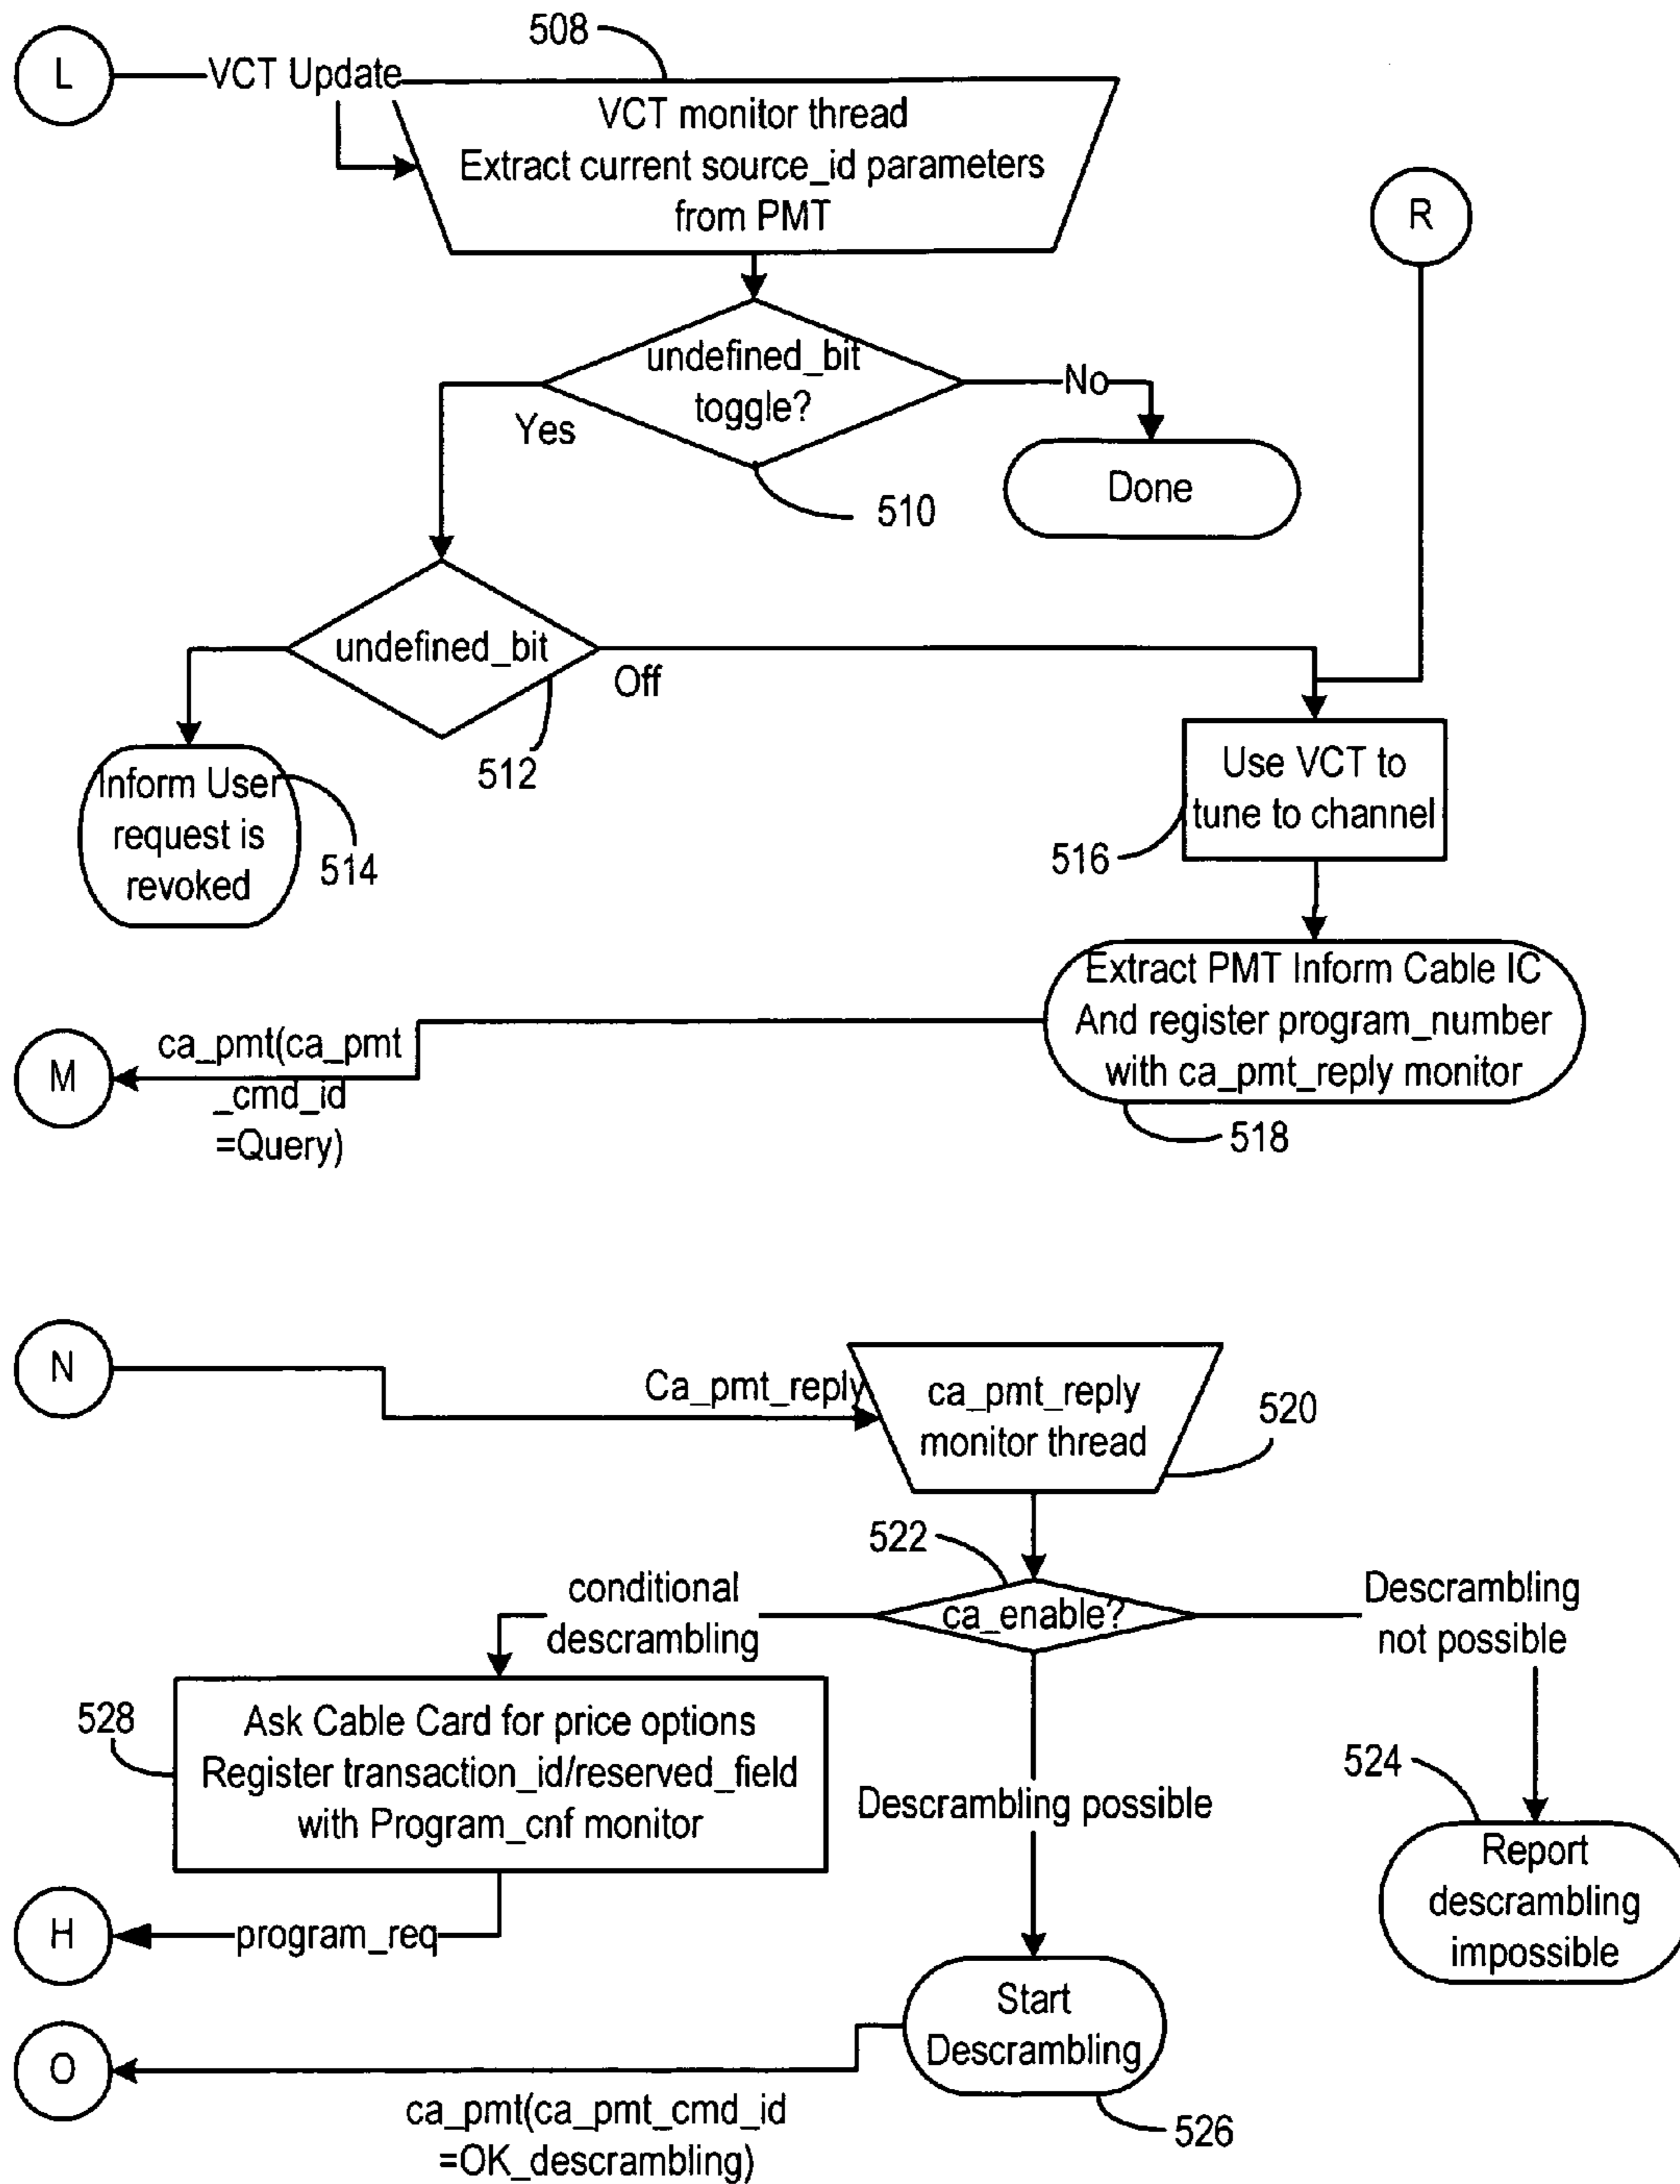 508
L
VCT Update
VCT monitor thread
Extract current source_id parameters
from PMT
R
undefined_bit
toggle?
No
Yes
Done
510
undefined_bit
Off
512
Inform User
request is
revoked
514
Use VCT to
tune to channel
516
Extract PMT Inform Cable IC
And register program_number
with ca_pmt_reply monitor
518
M
ca_pmt(ca_pmt
_cmd_id
=Query)
N
Ca_pmt_reply
ca_pmt_reply
monitor thread
520
522
ca_enable?
conditional
descrambling
Descrambling
not possible
528
Ask Cable Card for price options
Register transaction_id/reserved_field
with Program_cnf monitor
Descrambling possible
524
Report
descrambling
impossible
H
program_req
Start
Descrambling
O
ca_pmt(ca_pmt_cmd_id
=OK_descrambling)
526